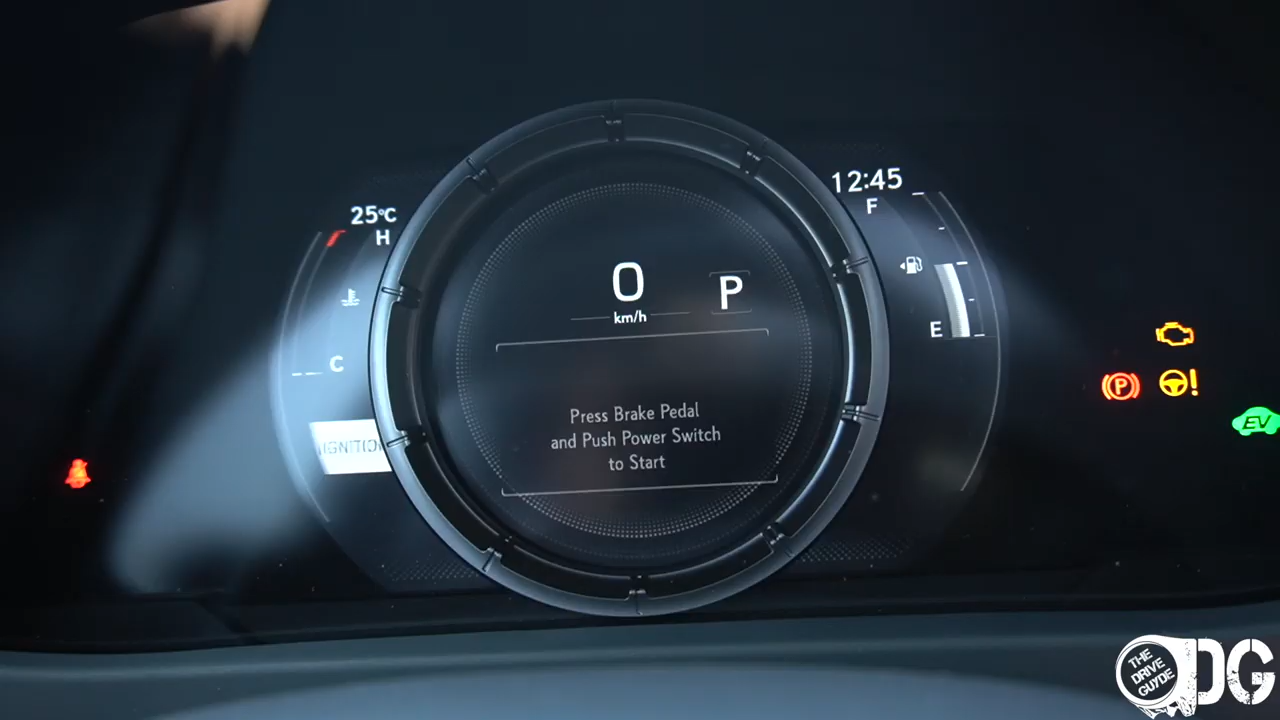 25°C
H
C
IGNITION
0
km/h
P
Press Brake Pedal
and Push Power Switch
to Start
12:45
F
E
P
!
EV
THE
DRIVE
GUYDE
DG